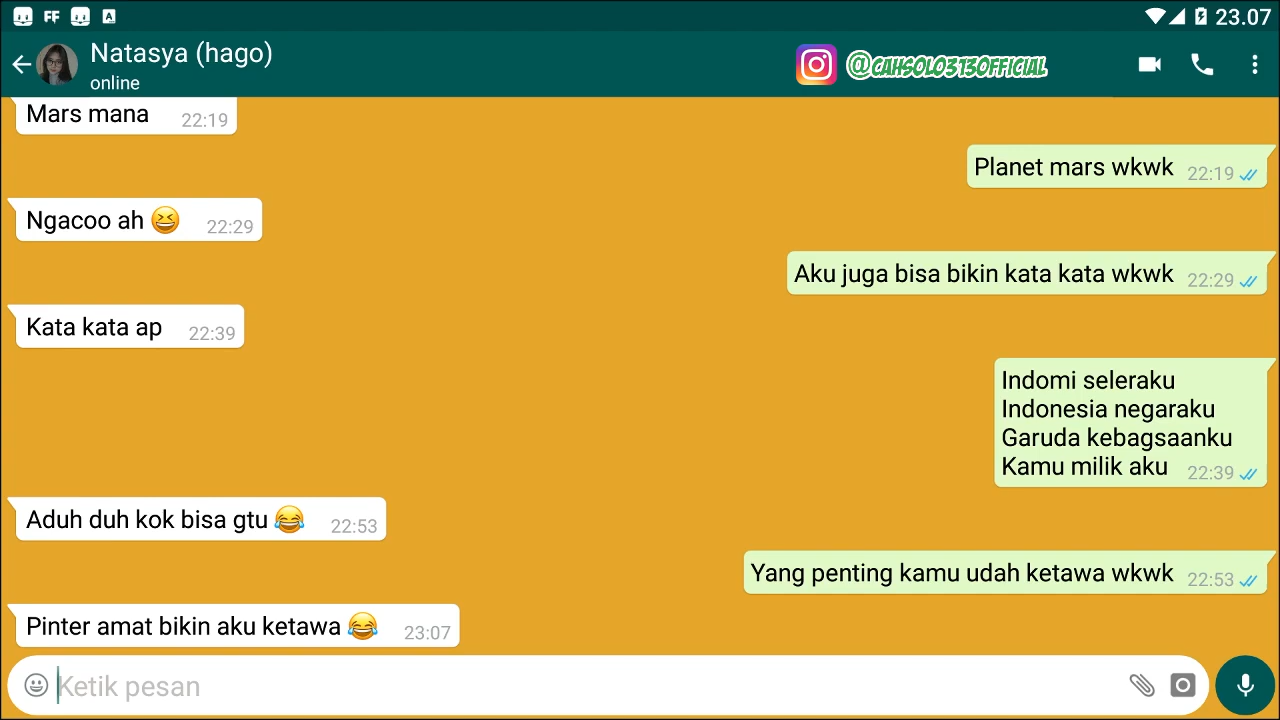 FF
A
23.07
Natasya (hago)
online
@CAHSOLO313OFFICIAL
Mars mana 22:19
Planet mars wkwk 22:19
Ngacoo ah 😆 22:29
Aku juga bisa bikin kata kata wkwk 22:29
Kata kata ap 22:39
Indomi seleraku
Indonesia negaraku
Garuda kebagsaanku
Kamu milik aku 22:39
Aduh duh kok bisa gtu 😂 22:53
Yang penting kamu udah ketawa wkwk 22:53
Pinter amat bikin aku ketawa 😂 23:07
Ketik pesan